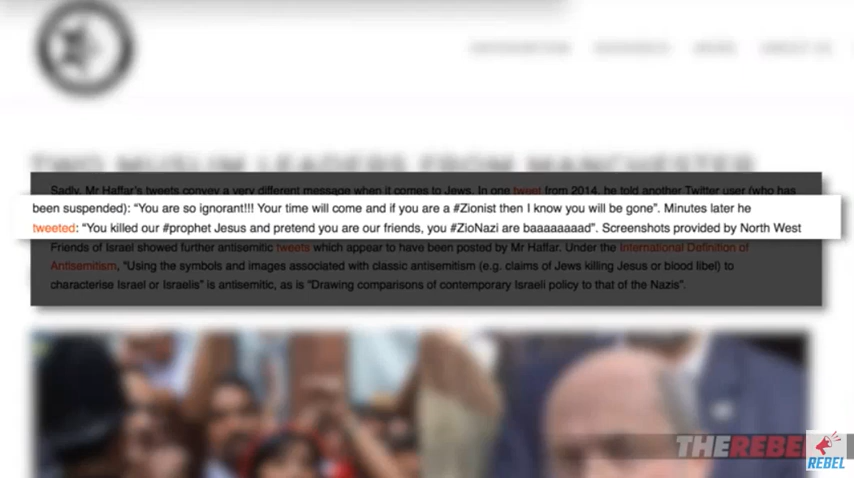 TWO MUSLIM LEADERS FROM MANCHESTER
Sadly, Mr Haffar's tweets convey a very different message when it comes to Jews. In one tweet from 2014, he told another Twitter user (who has
been suspended): “You are so ignorant!!! Your time will come and if you are a #Zionist then I know you will be gone”. Minutes later he
tweeted: “You killed our #prophet Jesus and pretend you are our friends, you #ZioNazi are baaaaaaaad”. Screenshots provided by North West
Friends of Israel showed further antisemitic tweets which appear to have been posted by Mr Haffar. Under the International Definition of
Antisemitism, “Using the symbols and images associated with classic antisemitism (e.g. claims of Jews killing Jesus or blood libel) to
characterise Israel or Israelis” is antisemitic, as is “Drawing comparisons of contemporary Israeli policy to that of the Nazis”.
THEREBEL
REBEL